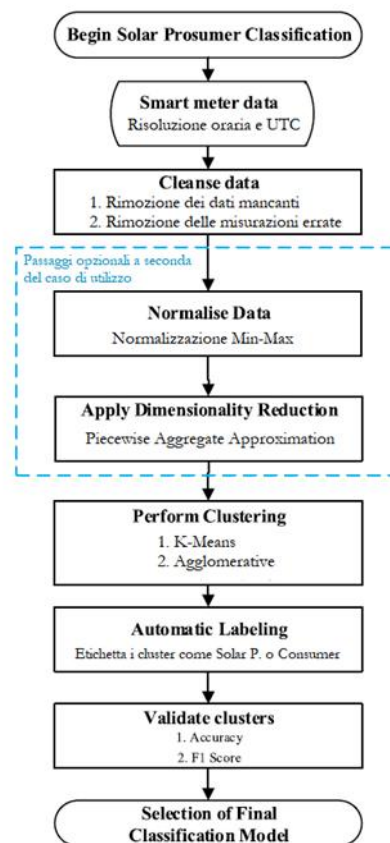 Begin Solar Prosumer Classification
Smart meter data
Risoluzione oraria e UTC
Cleanse data
1. Rimozione dei dati mancanti
2. Rimozione delle misurazioni errate
Passaggi opzionali a seconda
del caso di utilizzo
Normalise Data
Normalizzazione Min-Max
Apply Dimensionality Reduction
Piecewise Aggregate Approximation
Perform Clustering
1. K-Means
2. Agglomerative
Automatic Labeling
Etichetta i cluster come Solar P. o Consumer
Validate clusters
1. Accuracy
2. F1 Score
Selection of Final
Classification Model